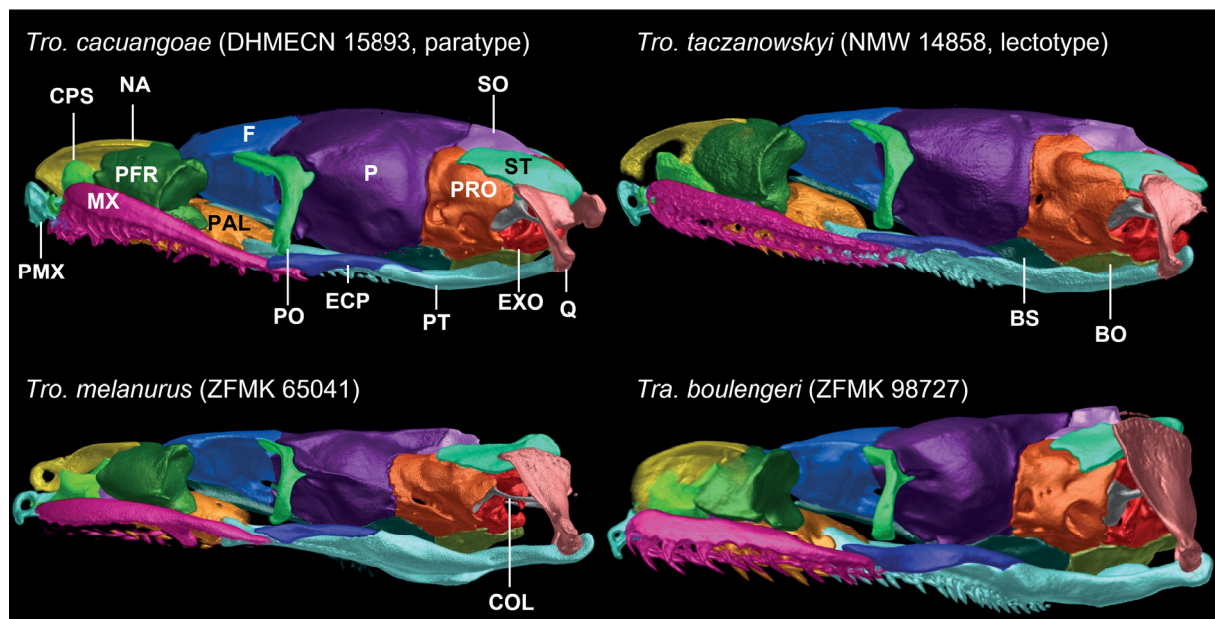 Tro. cacuangoae (DHMECN 15893, paratype)
Tro. taczanowskyi (NMW 14858, lectotype)
CPS
NA
SO
F
PFR
P
ST
PRO
MX
PAL
PMX
PO
ECP
PT
EXO
Q
BS
BO
Tro. melanurus (ZFMK 65041)
Tra. boulengeri (ZFMK 98727)
COL